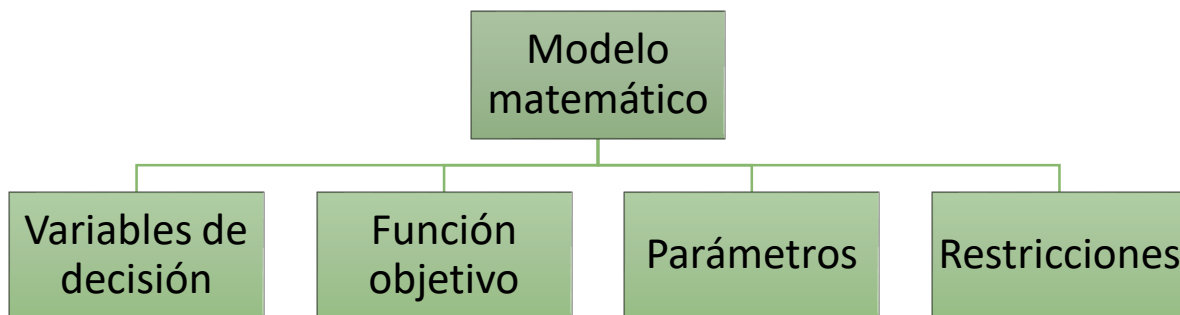 Modelo
matemático
Variables de
decisión
Función
objetivo
Parámetros
Restricciones